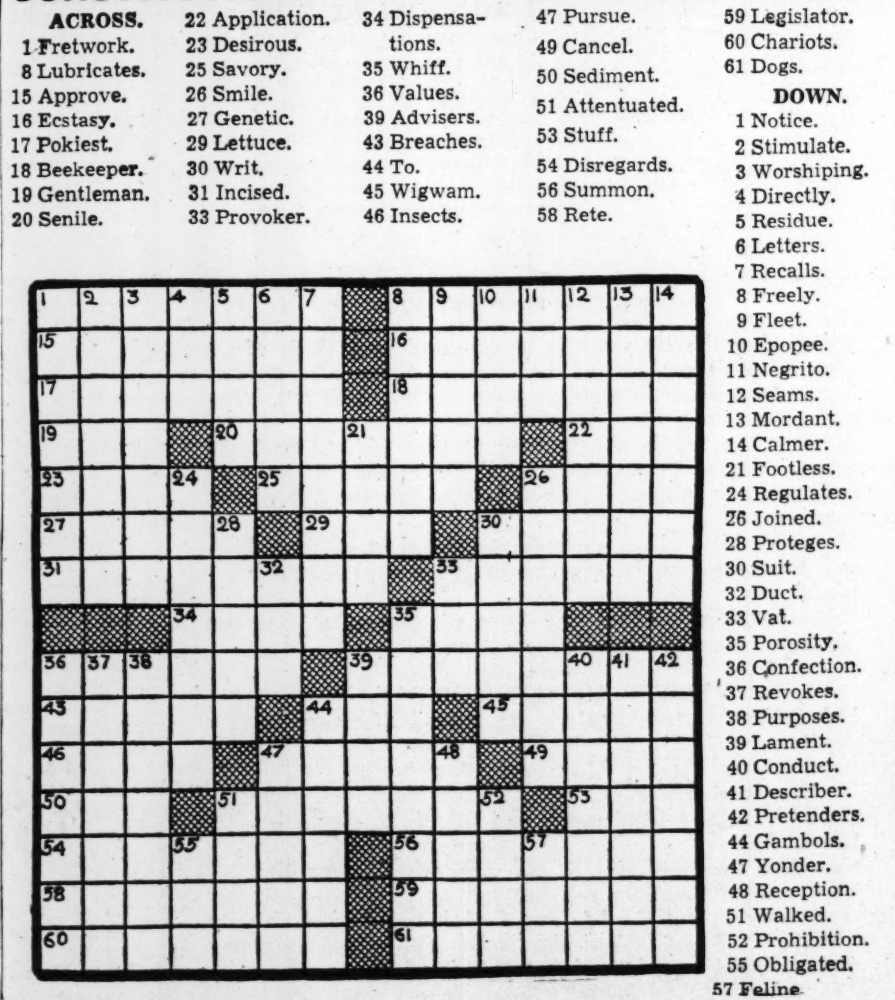 ACROSS.
1 Fretwork.
8 Lubricates.
15 Approve.
16 Ecstasy.
17 Pokiest.
18 Beekeeper.
19 Gentleman.
20 Senile.
22 Application.
23 Desirous.
25 Savory.
26 Smile.
27 Genetic.
29 Lettuce.
30 Writ.
31 Incised.
33 Provoker.
34 Dispensa-
tions.
35 Whiff.
36 Values.
39 Advisers.
43 Breaches.
44 To.
45 Wigwam.
46 Insects.
47 Pursue.
49 Cancel.
50 Sediment.
51 Attentuated.
53 Stuff.
54 Disregards.
56 Summon.
58 Rete.
59 Legislator.
60 Chariots.
61 Dogs.
DOWN.
1 Notice.
2 Stimulate.
3 Worshiping.
4 Directly.
5 Residue.
6 Letters.
7 Recalls.
8 Freely.
9 Fleet.
10 Epopee.
11 Negrito.
12 Seams.
13 Mordant.
14 Calmer.
21 Footless.
24 Regulates.
26 Joined.
28 Proteges.
30 Suit.
32 Duct.
33 Vat.
35 Porosity.
36 Confection.
37 Revokes.
38 Purposes.
39 Lament.
40 Conduct.
41 Describer.
42 Pretenders.
44 Gambols.
47 Yonder.
48 Reception.
51 Walked.
52 Prohibition.
55 Obligated.
57 Feline
1 2 3 4 5 6 7 8 9 10 11 12 13 14
15 16
17 18
19 20 21 22
23 24 25 26
27 28 29 30
31 32 33
34 35
36 37 38 39 40 41 42
43 44 45
46 47 48 49
50 51 52 53
54 55 56 57
58 59
60 61